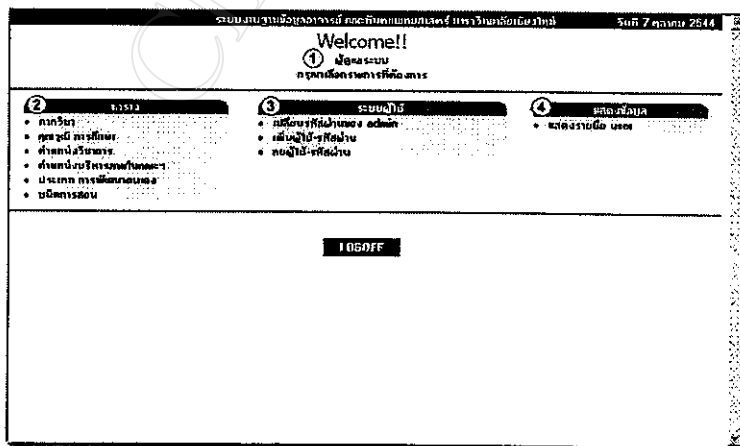 ระบบงานฐานข้อมูลอาจารย์ คณะทันตแพทยศาสตร์ มหาวิทยาลัยเชียงใหม่ วันที่ 7 ตุลาคม 2544
Welcome!!
① ผู้ดูแลระบบ
กรุณาเลือกรายการที่ต้องการ
② ตาราง
• ภาควิชา
• คุณวุฒิ การศึกษา
• ตำแหน่งวิชาการ
• ตำแหน่งบริหารภายในคณะฯ
• ประเภท การพัฒนาตนเอง
• ชนิดการสอน
③ ระบบผู้ใช้
• เปลี่ยนรหัสผ่านของ admin
• เพิ่มผู้ใช้-รหัสผ่าน
• ลบผู้ใช้-รหัสผ่าน
④ แสดงข้อมูล
• แสดงรายชื่อ user
LOGOFF